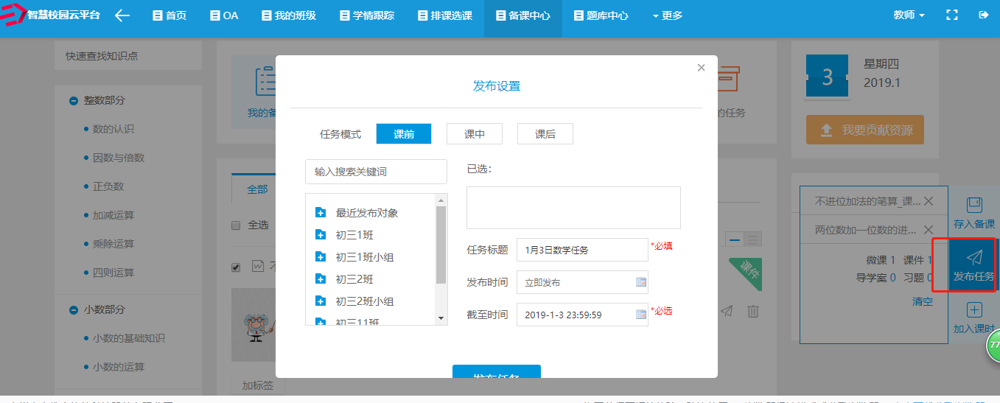 智慧校园云平台 首页 OA 我的班级 学情跟踪 排课选课 备课中心 题库中心 更多 教师
快速查找知识点
整数部分
数的认识
因数与倍数
正负数
加减运算
乘除运算
四则运算
小数部分
小数的基础知识
小数的运算
我的备
全部
全选
加标签
发布设置
任务模式 课前 课中 课后
输入搜索关键词
最近发布对象
初三1班
初三1班小组
初三2班
初三2班小组
初三11班
已选：
任务标题 1月3日数学任务 *必填
发布时间 立即发布
截至时间 2019-1-3 23:59:59 *必选
发布任务
的任务
课件
3
星期四
2019.1
我要贡献资源
不进位加法的笔算_课...
两位数加一位数的进...
微课 1 课件 1
导学案 0 习题 0
清空
存入备课
发布任务
加入课时
77